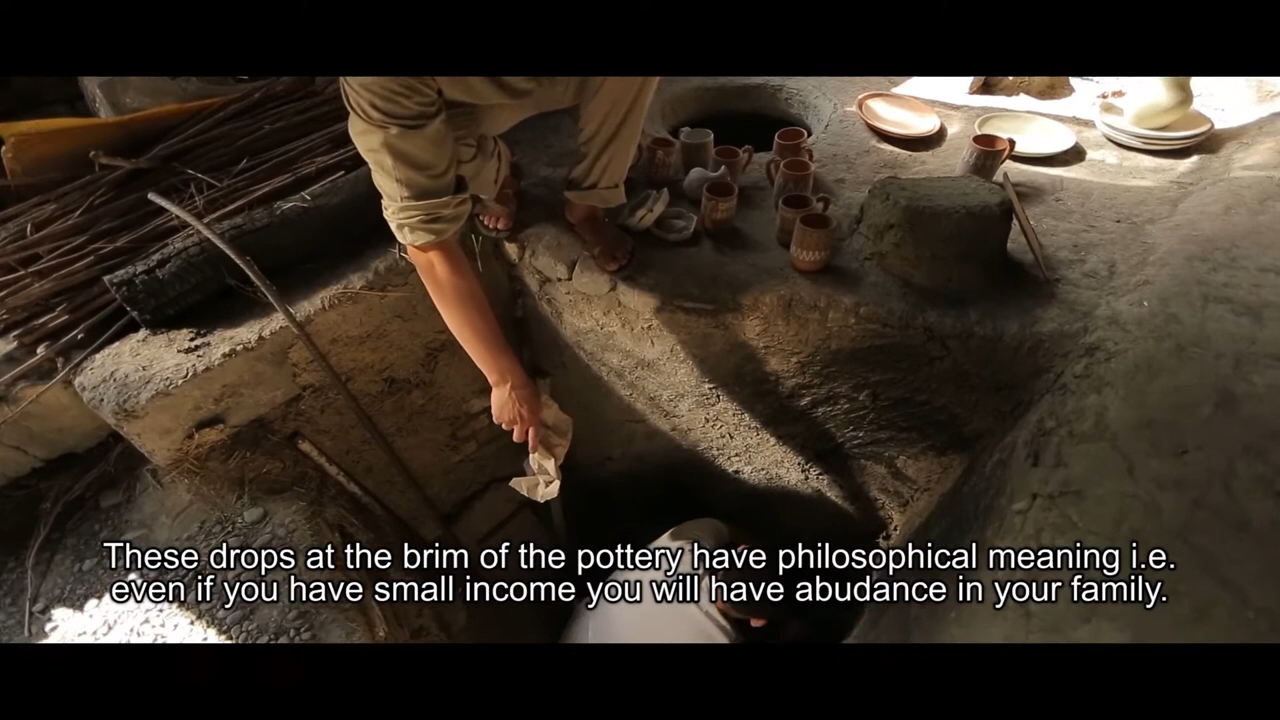 These drops at the brim of the pottery have philosophical meaning i.e.
even if you have small income you will have abudance in your family.